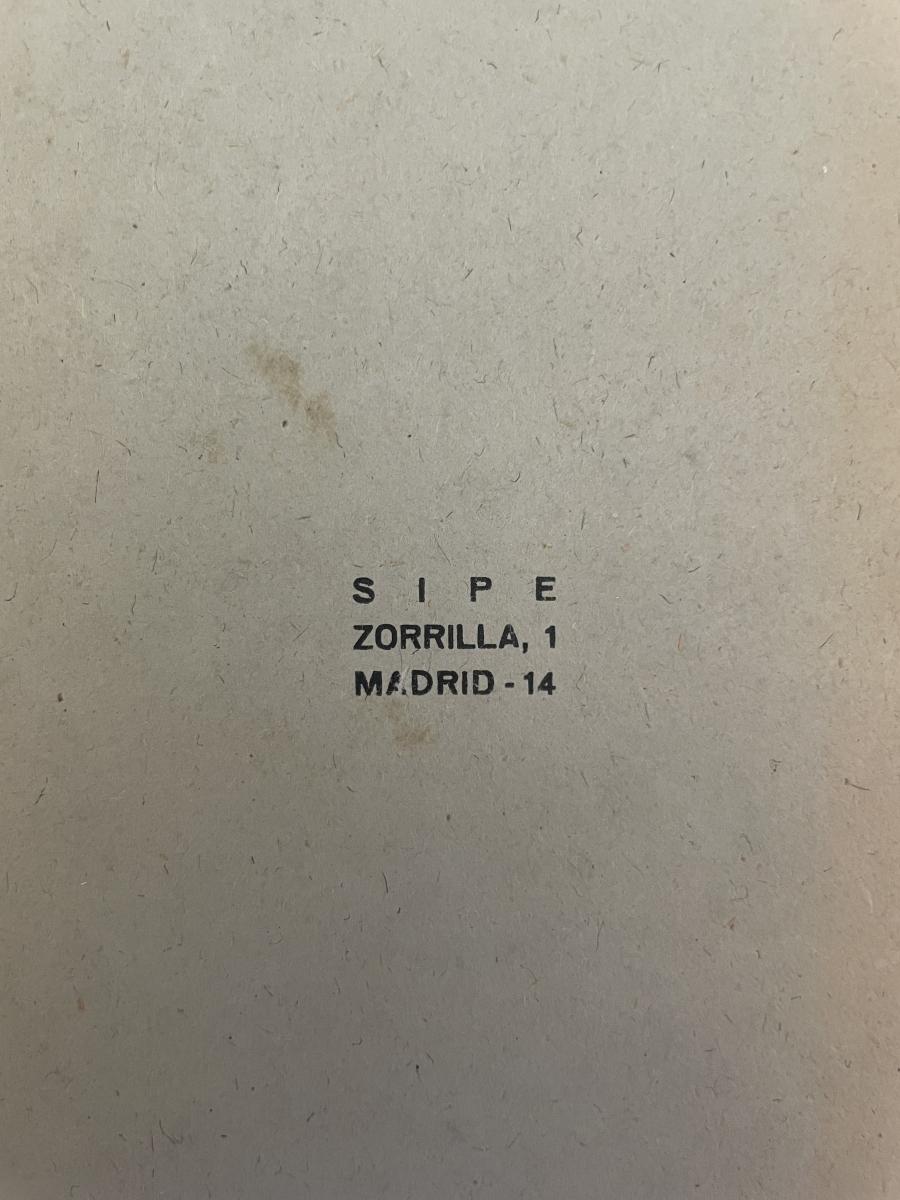 S I P E
ZORRILLA, 1
MADRID - 14